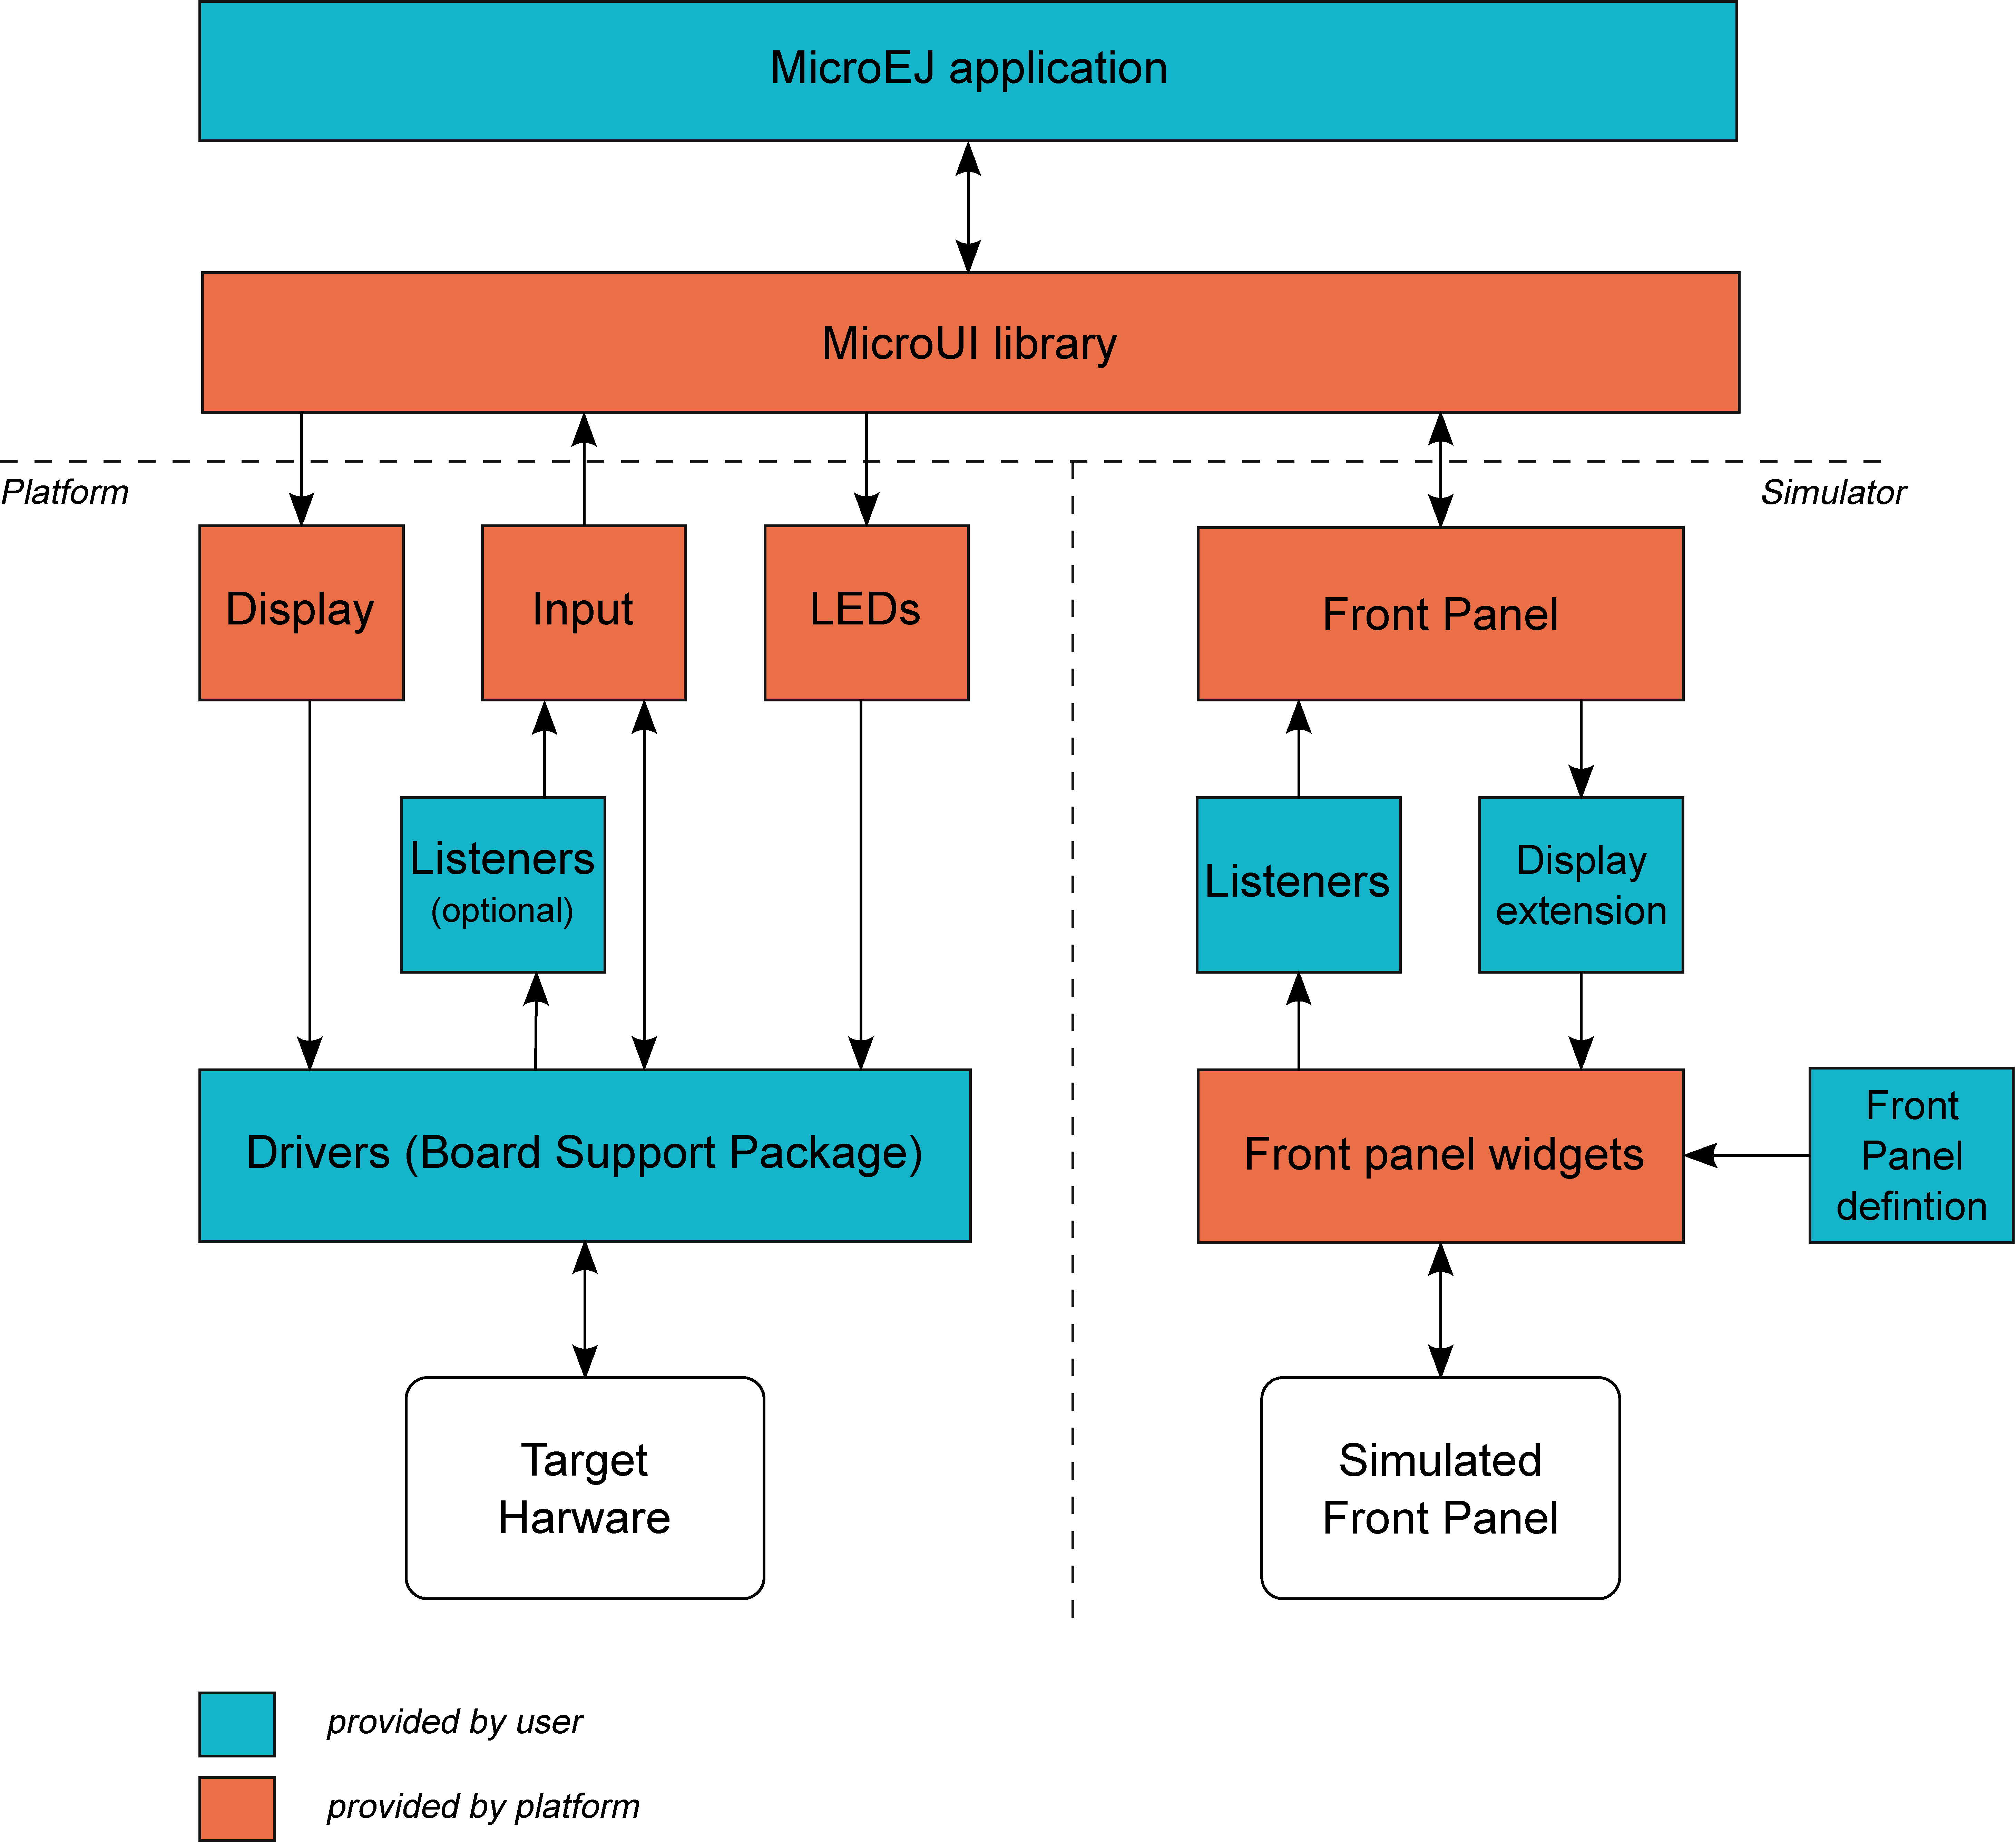 MicroEJ application
MicroUI library
Platform
Simulator
Display
Input
LEDs
Front Panel
Listeners
(optional)
Listeners
Display
extension
Drivers (Board Support Package)
Front panel widgets
Front
Panel
defintion
Target
Harware
Simulated
Front Panel
provided by user
provided by platform